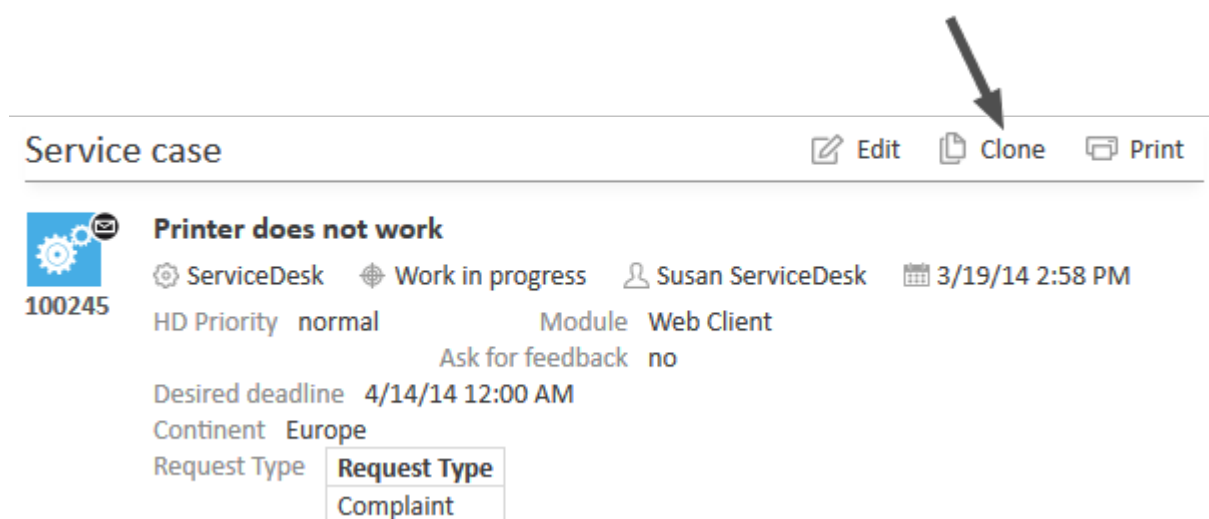 Service case Edit Clone Print
Printer does not work
ServiceDesk Work in progress Susan ServiceDesk 3/19/14 2:58 PM
100245
HD Priority normal Module Web Client
Ask for feedback no
Desired deadline 4/14/14 12:00 AM
Continent Europe
Request Type Request Type
Complaint